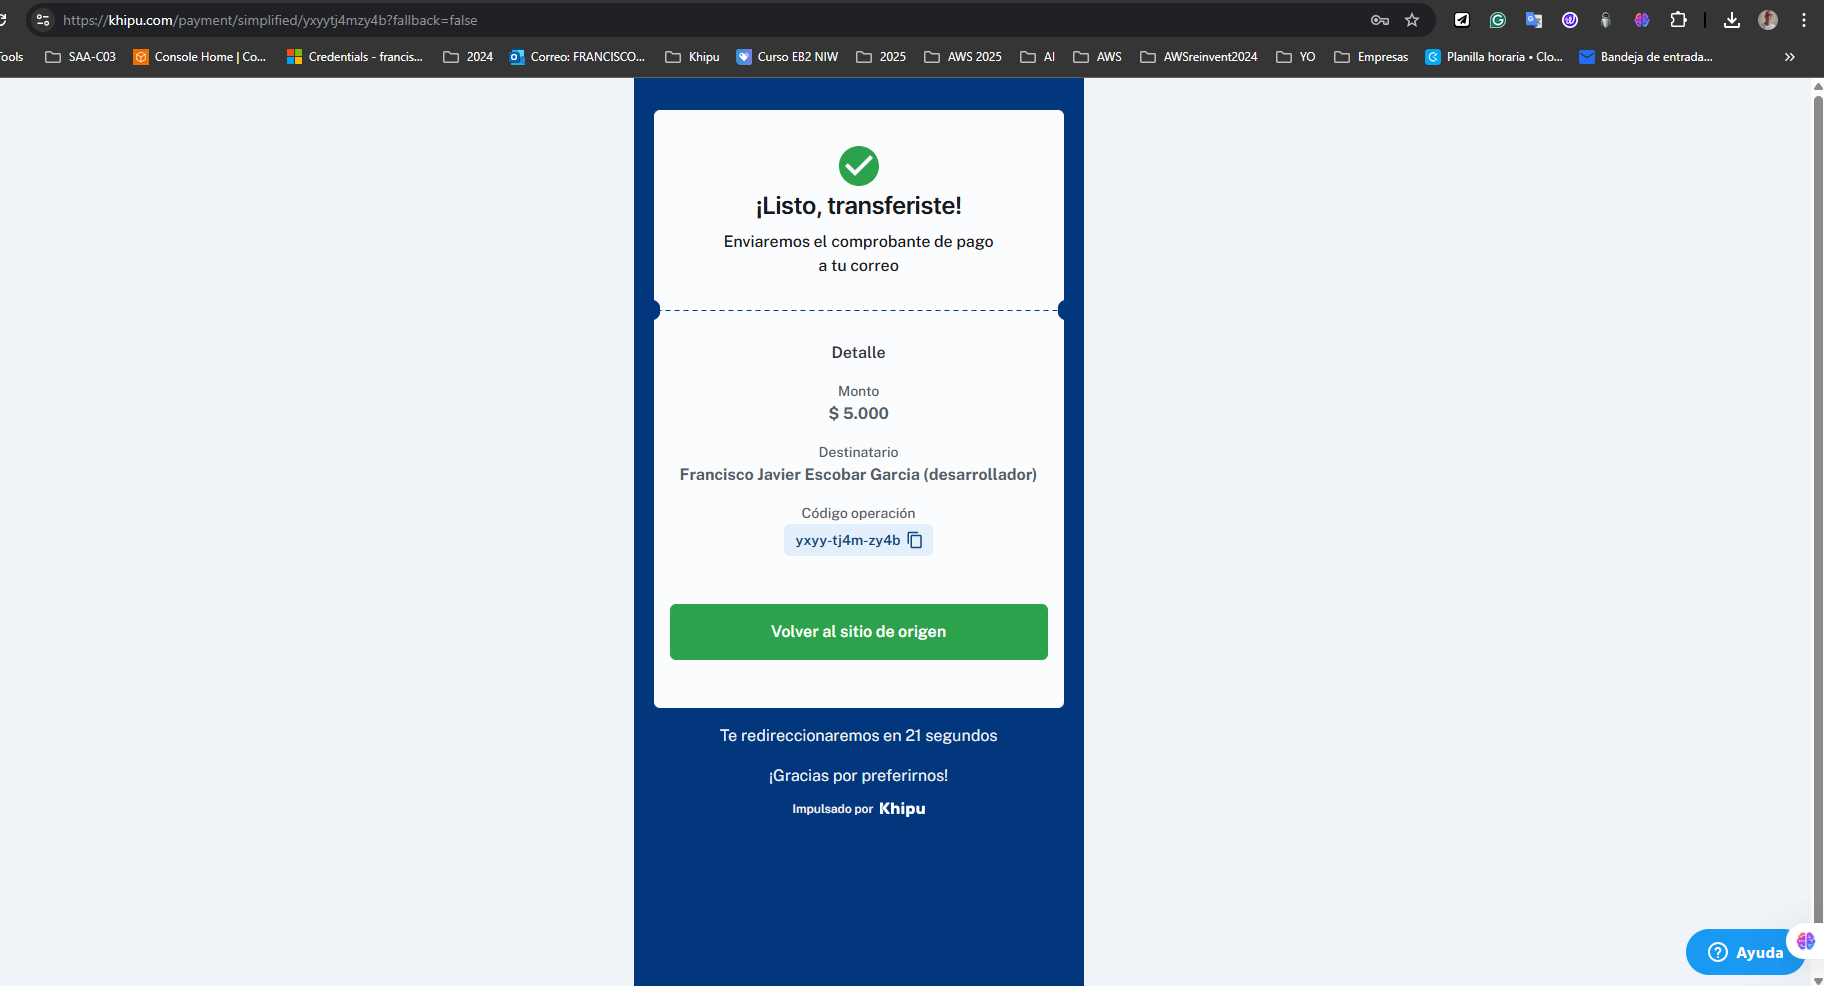 https://khipu.com/payment/simplified/yxyytj4mzy4b?fallback=false
ools SAA-C03 Console Home | Co... Credentials - francis... 2024 Correo: FRANCISCO... Khipu Curso EB2 NIW 2025 AWS 2025 AI AWS AWSreinvent2024 YO Empresas Planilla horaria • Clo... Bandeja de entrada... »
¡Listo, transferiste!
Enviaremos el comprobante de pago
a tu correo
Detalle
Monto
$ 5.000
Destinatario
Francisco Javier Escobar Garcia (desarrollador)
Código operación
yxyy-tj4m-zy4b
Volver al sitio de origen
Te redireccionaremos en 21 segundos
¡Gracias por preferirnos!
Impulsado por Khipu
Ayuda